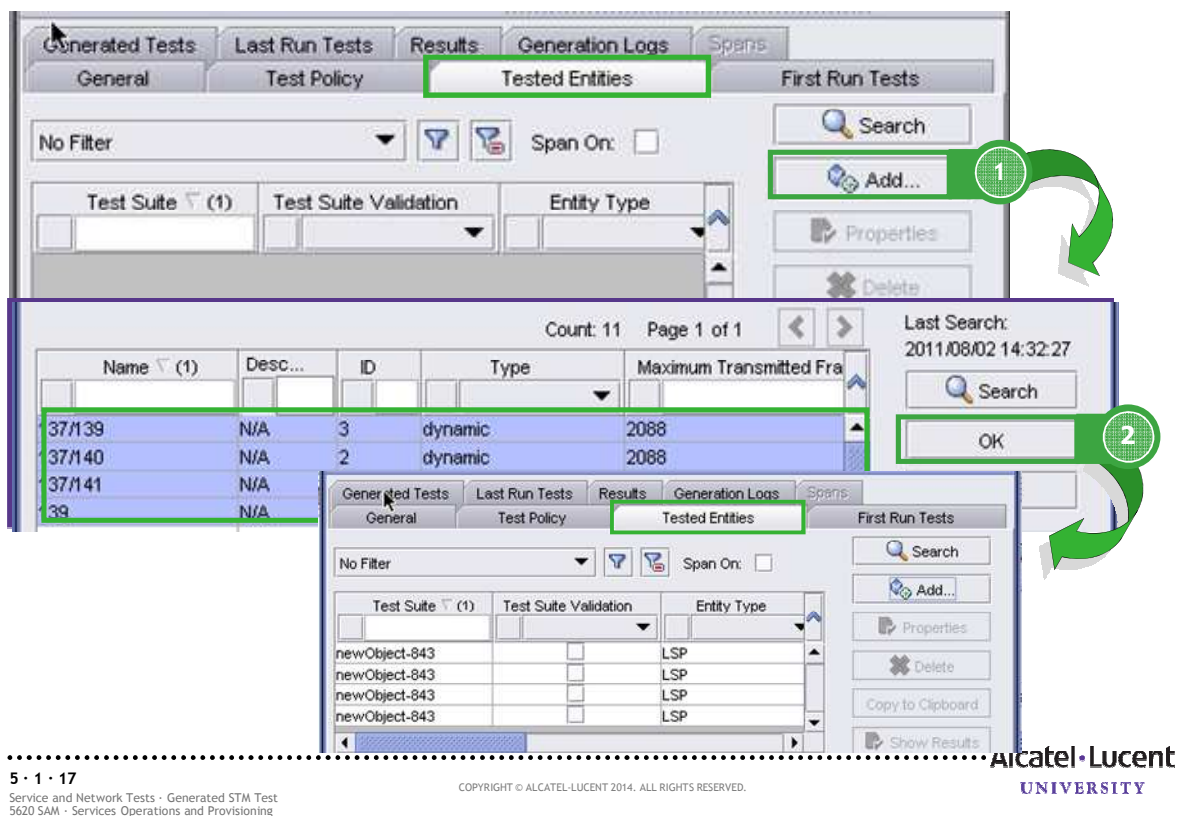 Generated Tests Last Run Tests Results Generation Logs Spans
General Test Policy Tested Entities First Run Tests
No Filter Span On: Search
Add... 1
Test Suite (1) Test Suite Validation Entity Type
Properties
Delete
Count: 11 Page 1 of 1 Last Search:
2011/08/02 14:32:27
Name (1) Desc... ID Type Maximum Transmitted Fra
Search
137/139 N/A 3 dynamic 2088
OK 2
137/140 N/A 2 dynamic 2088
137/141 N/A
139 N/A
Generated Tests Last Run Tests Results Generation Logs Spans
General Test Policy Tested Entities First Run Tests
No Filter Span On: Search
Add...
Test Suite (1) Test Suite Validation Entity Type
Properties
newObject-843 LSP
newObject-843 LSP
Delete
newObject-843 LSP
newObject-843 LSP
Copy to Clipboard
Show Results
Alcatel·Lucent
UNIVERSITY
5 · 1 · 17
Service and Network Tests · Generated STM Test
5620 SAM · Services Operations and Provisioning
COPYRIGHT © ALCATEL-LUCENT 2014. ALL RIGHTS RESERVED.